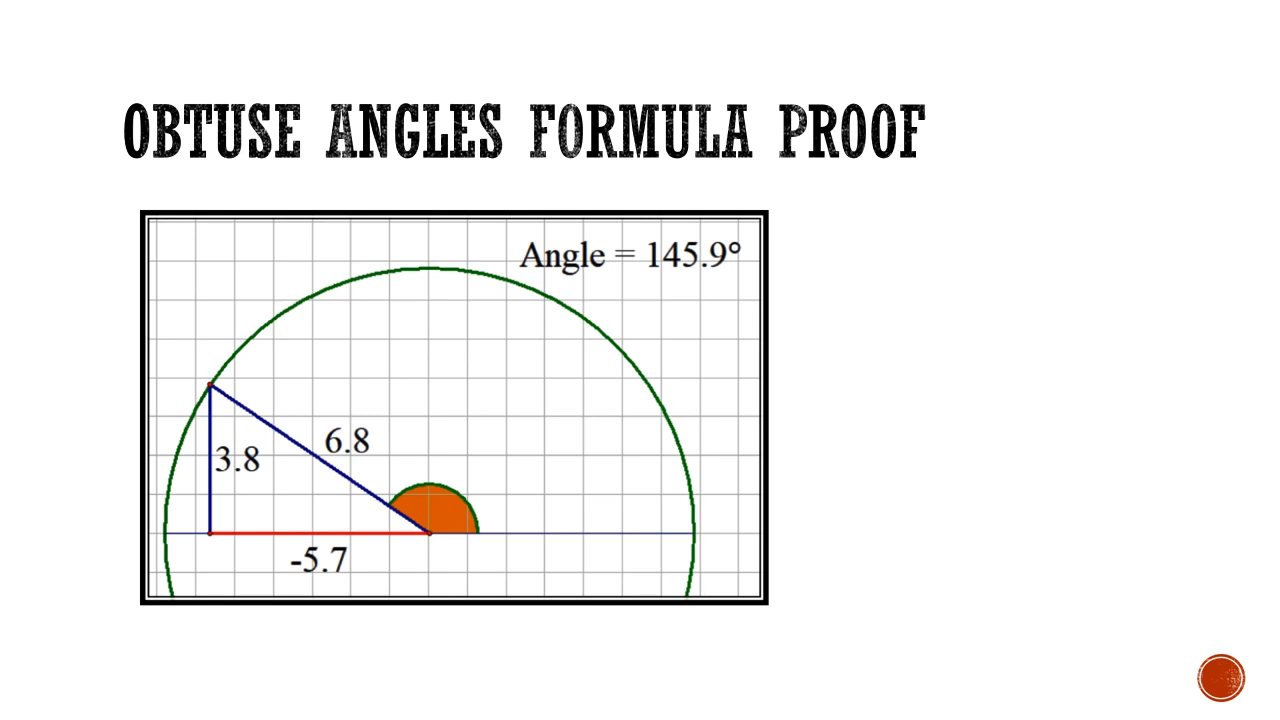 OBTUSE ANGLES FORMULA PROOF
Angle = 145.9°
6.8
3.8
-5.7